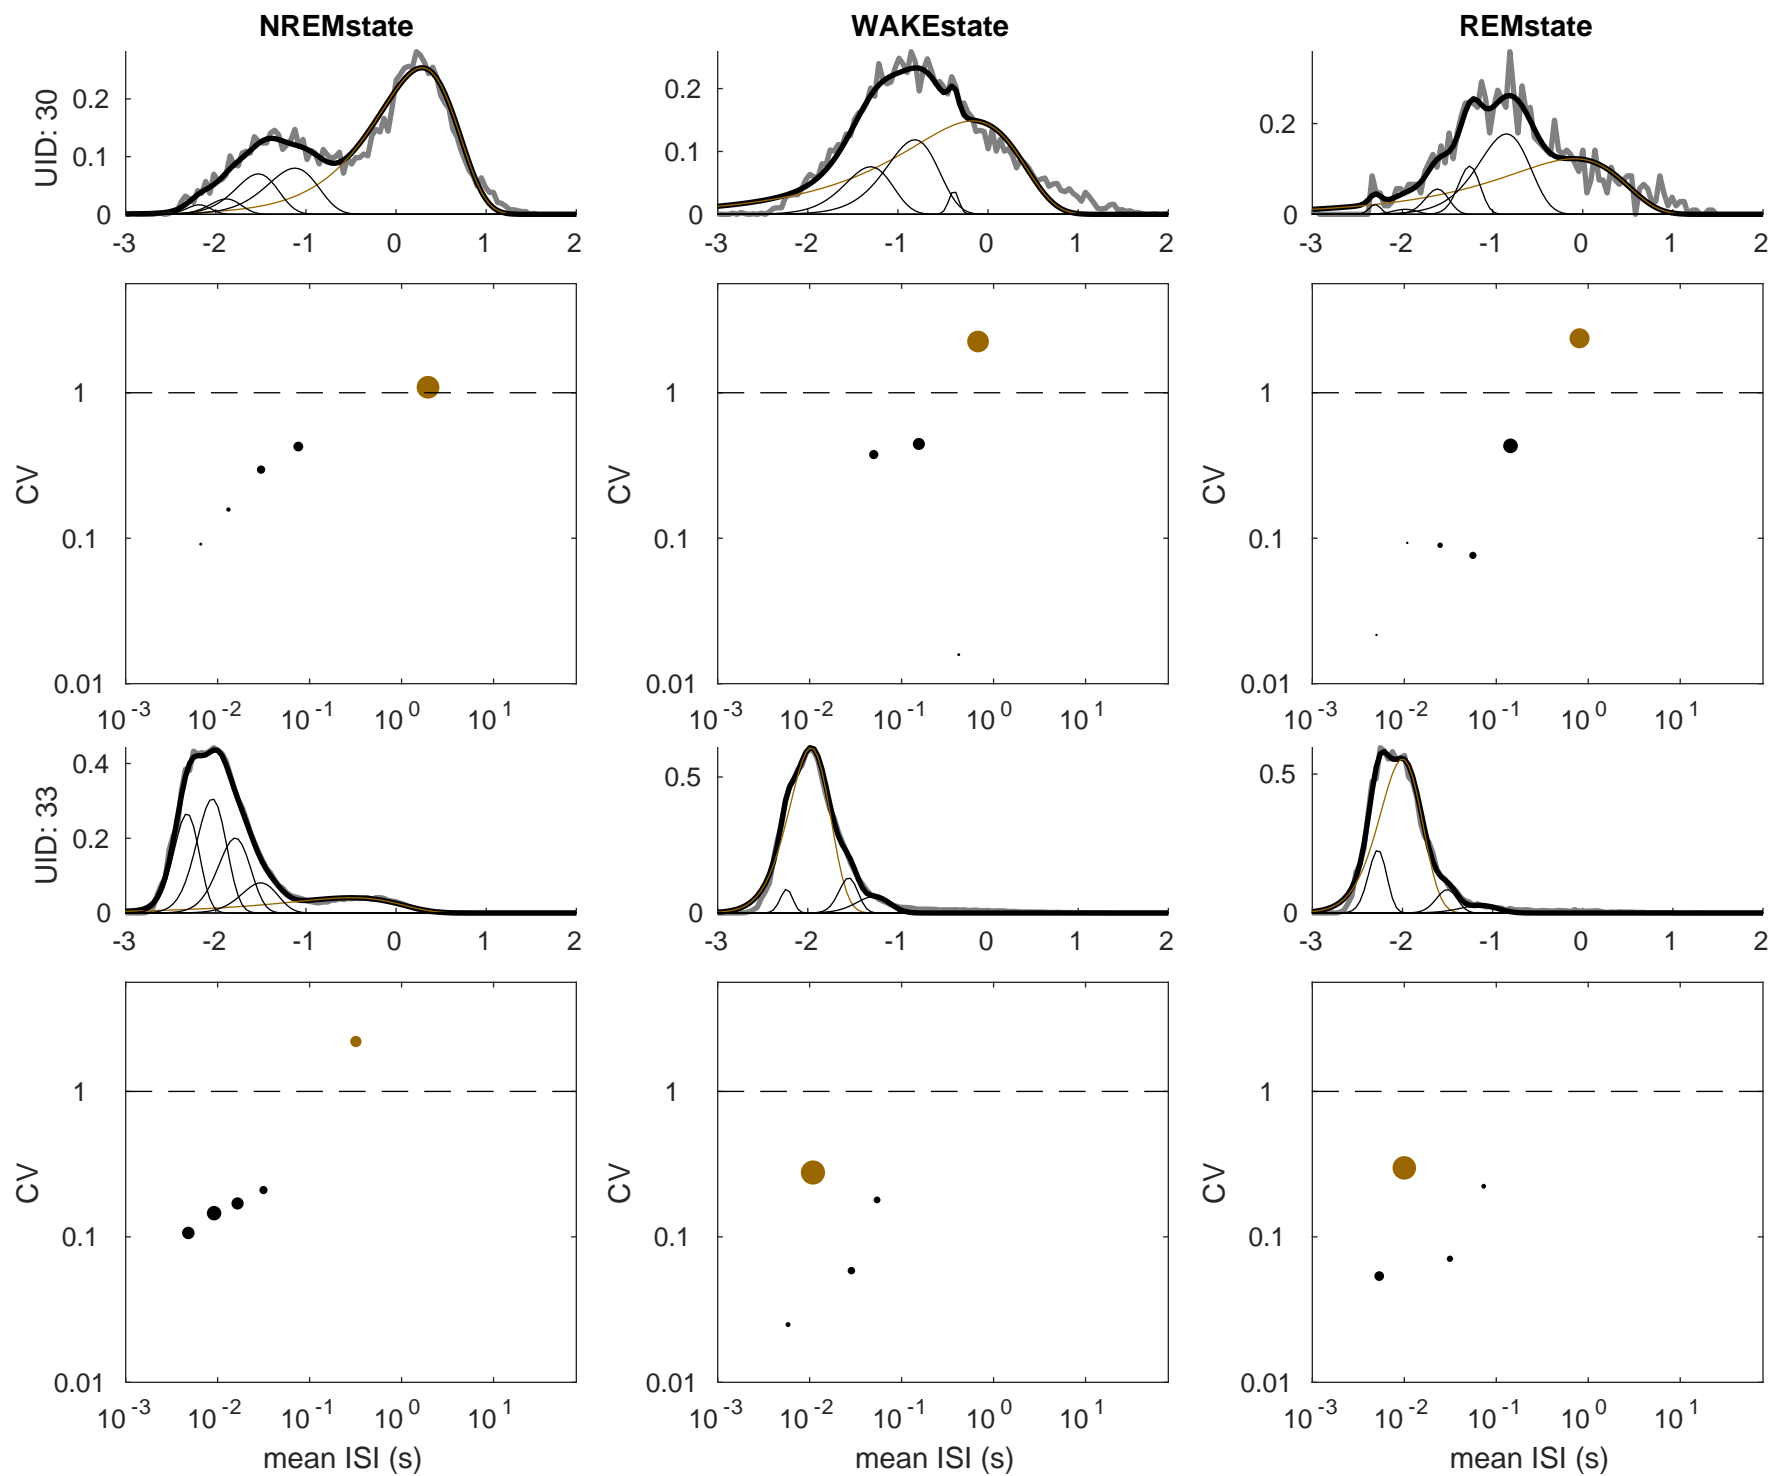 NREMstate WAKEstate REMstate
UID: 30
0.2 0.1 0
0.2 0.1 0
0.2 0
-3 -2 -1 0 1 2
-3 -2 -1 0 1 2
-3 -2 -1 0 1 2
CV
1 0.1 0.01
CV
1 0.1 0.01
CV
1 0.1 0.01
10^-3 10^-2 10^-1 10^0 10^1
10^-3 10^-2 10^-1 10^0 10^1
10^-3 10^-2 10^-1 10^0 10^1
UID: 33
0.4 0.2 0
0.5 0
0.5 0
-3 -2 -1 0 1 2
-3 -2 -1 0 1 2
-3 -2 -1 0 1 2
CV
1 0.1 0.01
CV
1 0.1 0.01
CV
1 0.1 0.01
10^-3 10^-2 10^-1 10^0 10^1
10^-3 10^-2 10^-1 10^0 10^1
10^-3 10^-2 10^-1 10^0 10^1
mean ISI (s) mean ISI (s) mean ISI (s)